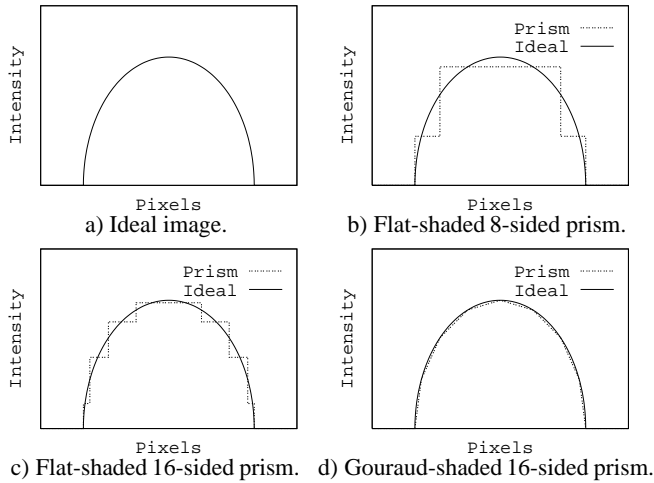 Intensity
Pixels
a) Ideal image.
Prism
Ideal
Intensity
Pixels
b) Flat-shaded 8-sided prism.
Prism
Ideal
Intensity
Pixels
c) Flat-shaded 16-sided prism.
Prism
Ideal
Intensity
Pixels
d) Gouraud-shaded 16-sided prism.